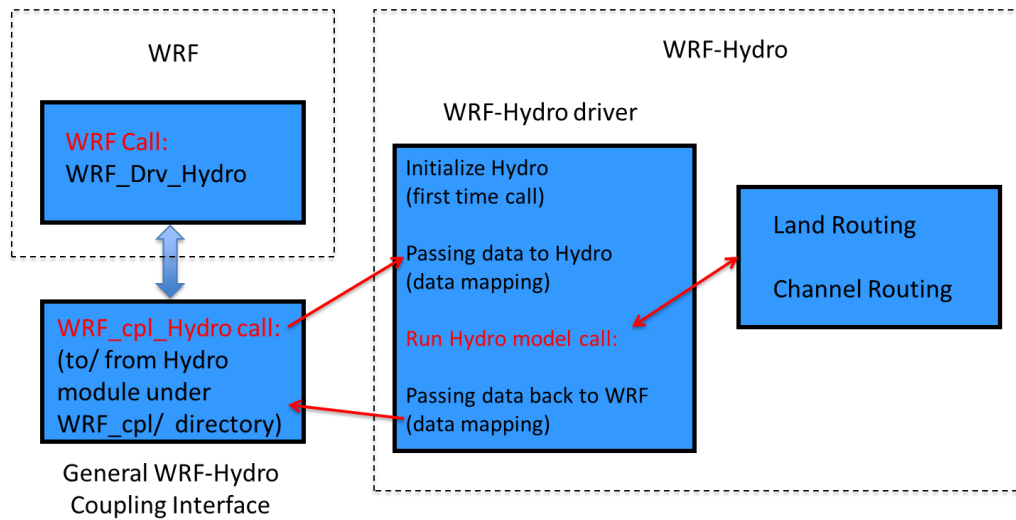 WRF
WRF Call:
WRF_Drv_Hydro
WRF_cpl_Hydro call:
(to/ from Hydro
module under
WRF_cpl/ directory)
General WRF-Hydro
Coupling Interface
WRF-Hydro
WRF-Hydro driver
Initialize Hydro
(first time call)
Passing data to Hydro
(data mapping)
Run Hydro model call:
Passing data back to WRF
(data mapping)
Land Routing
Channel Routing